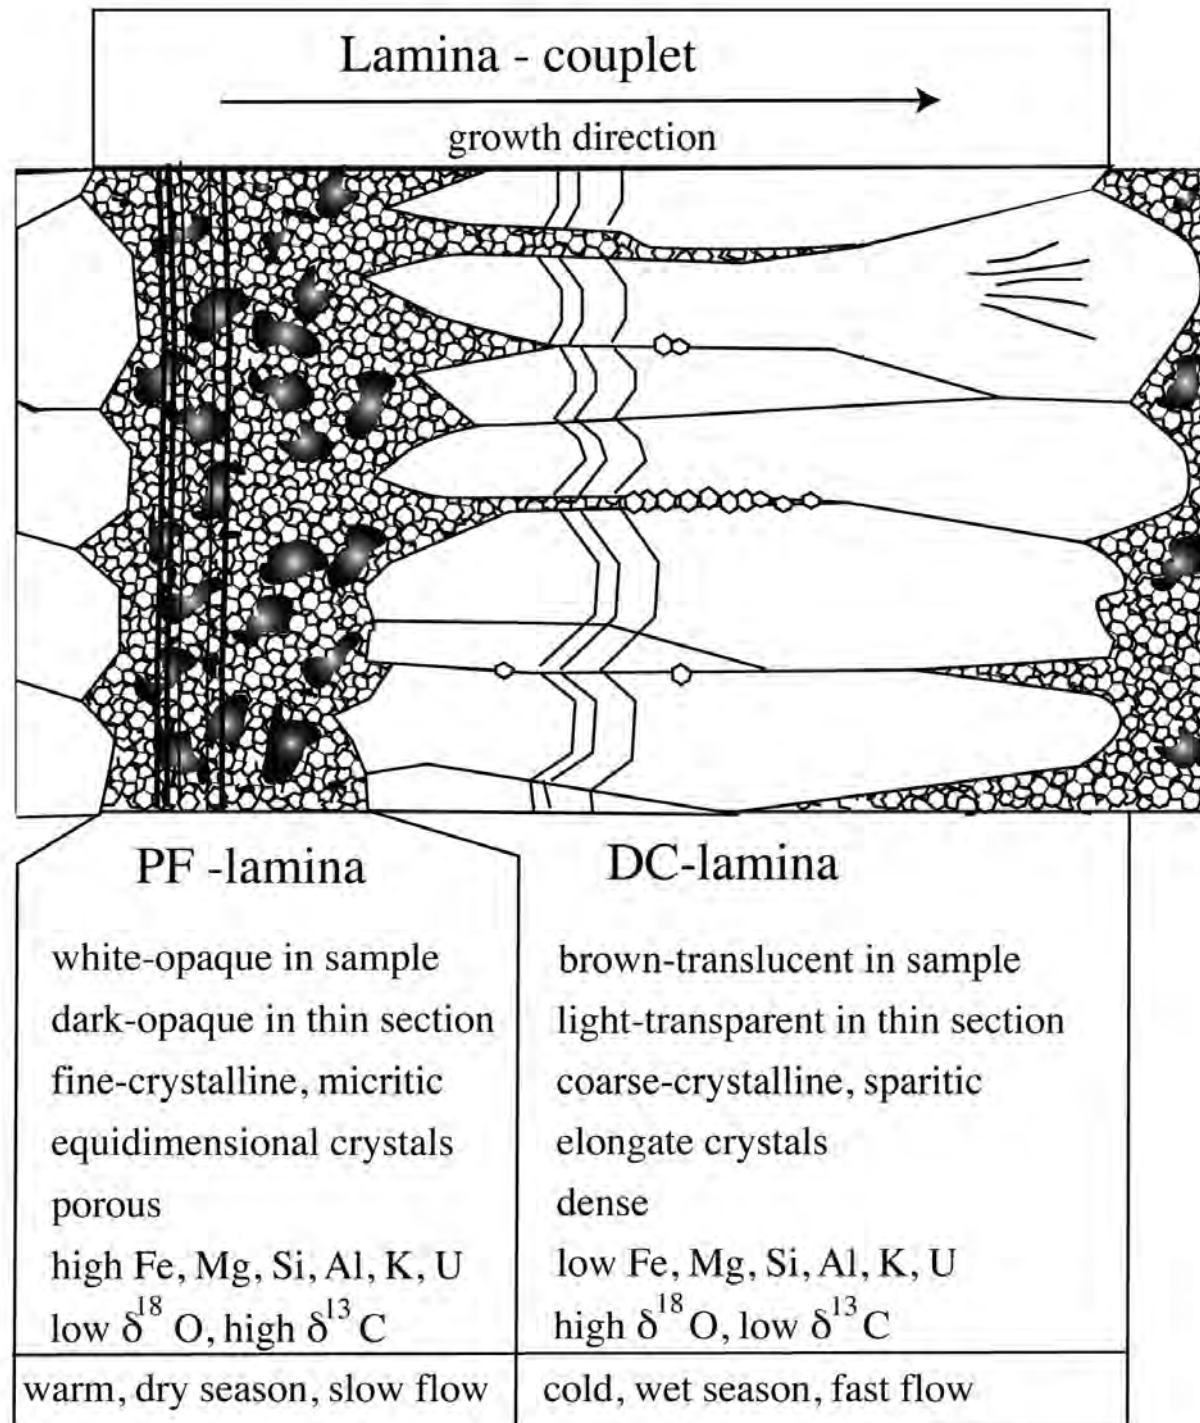 Lamina - couplet
growth direction
PF -lamina
white-opaque in sample
dark-opaque in thin section
fine-crystalline, micritic
equidimensional crystals
porous
high Fe, Mg, Si, Al, K, U
low δ¹⁸ O, high δ¹³ C
warm, dry season, slow flow
DC-lamina
brown-translucent in sample
light-transparent in thin section
coarse-crystalline, sparitic
elongate crystals
dense
low Fe, Mg, Si, Al, K, U
high δ¹⁸ O, low δ¹³ C
cold, wet season, fast flow